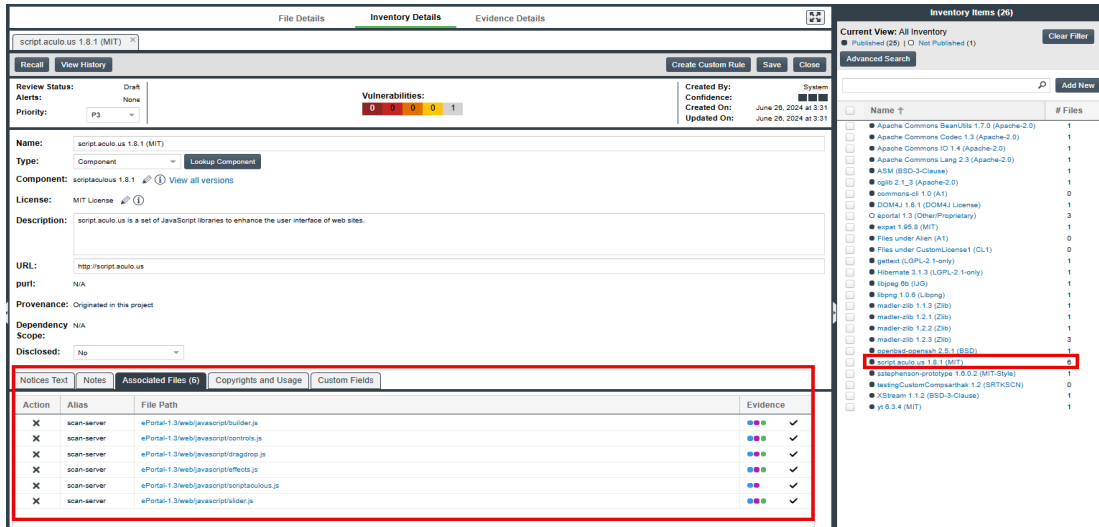 File Details Inventory Details Evidence Details
script.aculo.us 1.8.1 (MIT) ×
Recall View History Create Custom Rule Save Close
Review Status: Draft
Alerts: None
Priority: P3
Vulnerabilities:
0 0 0 0 1
Created By: System
Confidence:
Created On: June 26, 2024 at 3:31
Updated On: June 26, 2024 at 3:31
Name: script.aculo.us 1.8.1 (MIT)
Type: Component Lookup Component
Component: scriptaculous 1.8.1 View all versions
License: MIT License
Description: script.aculo.us is a set of JavaScript libraries to enhance the user interface of web sites.
URL: http://script.aculo.us
purl: N/A
Provenance: Originated in this project
Dependency Scope: N/A
Disclosed: No
Notices Text Notes Associated Files (6) Copyrights and Usage Custom Fields
Action Alias File Path Evidence
scan-server ePortal-1.3/web/javascript/builder.js
scan-server ePortal-1.3/web/javascript/controls.js
scan-server ePortal-1.3/web/javascript/dragdrop.js
scan-server ePortal-1.3/web/javascript/effects.js
scan-server ePortal-1.3/web/javascript/scriptaculous.js
scan-server ePortal-1.3/web/javascript/slider.js
Inventory Items (26)
Current View: All Inventory
Published (25) | Not Published (1)
Clear Filter
Advanced Search
Add New
Name # Files
Apache Commons BeanUtils 1.7.0 (Apache-2.0) 1
Apache Commons Codec 1.3 (Apache-2.0) 1
Apache Commons IO 1.4 (Apache-2.0) 1
Apache Commons Lang 2.3 (Apache-2.0) 1
ASM (BSD-3-Clause) 1
cglib 2.1_3 (Apache-2.0) 1
commons-cli 1.0 (A1) 0
DOM4J 1.6.1 (DOM4J License) 1
eportal 1.3 (Other/Proprietary) 3
expat 1.95.8 (MIT) 1
Files under Alien (A1) 0
Files under CustomLicense1 (CL1) 0
gettext (LGPL-2.1-only) 1
Hibernate 3.1.3 (LGPL-2.1-only) 1
libjpeg 6b (IJG) 1
libpng 1.0.6 (Libpng) 1
madler-zlib 1.1.3 (Zlib) 1
madler-zlib 1.2.1 (Zlib) 1
madler-zlib 1.2.2 (Zlib) 1
madler-zlib 1.2.3 (Zlib) 3
openbsd-openssh 2.5.1 (BSD) 1
script.aculo.us 1.8.1 (MIT) 6
sstephenson-prototype 1.6.0.2 (MIT-Style) 1
testingCustomCompsarthak 1.2 (SRTKSCN) 0
XStream 1.1.2 (BSD-3-Clause) 1
yt 6.3.4 (MIT) 1